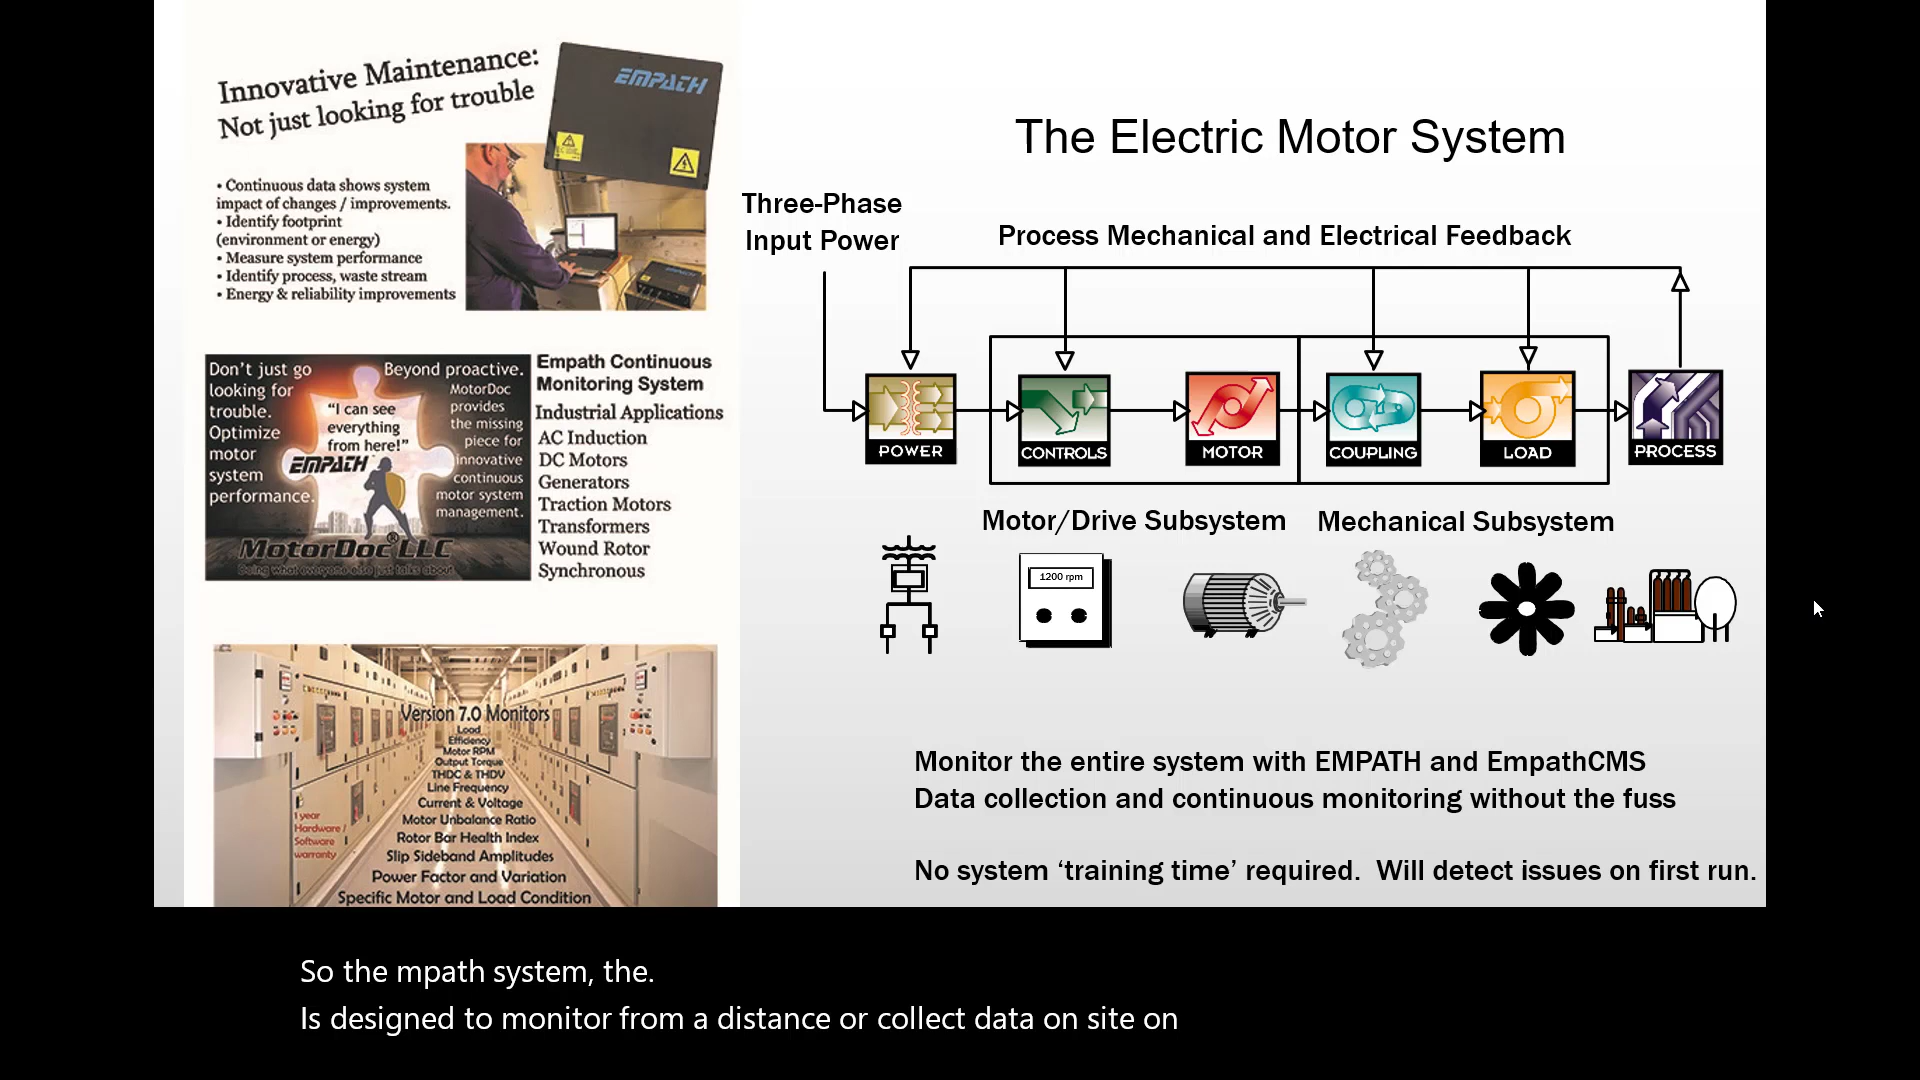 Innovative Maintenance:
Not just looking for trouble
EMPATH
• Continuous data shows system
impact of changes / improvements.
• Identify footprint
(environment or energy)
• Measure system performance
• Identify process, waste stream
• Energy & reliability improvements
EMPATH
Don't just go
looking for
trouble.
Optimize
motor
system
performance.
"I can see
everything
from here!"
EMPATH
Beyond proactive.
MotorDoc
provides
the missing
piece for
innovative
continuous
motor system
management.
MotorDoc® LLC
Doing what everyone else just talks about
Empath Continuous
Monitoring System
Industrial Applications
AC Induction
DC Motors
Generators
Traction Motors
Transformers
Wound Rotor
Synchronous
Version 7.0 Monitors
Load
Efficiency
Motor RPM
Output Torque
THDC & THDV
Line Frequency
Current & Voltage
Motor Unbalance Ratio
Rotor Bar Health Index
Slip Sideband Amplitudes
Power Factor and Variation
Specific Motor and Load Condition
1 year
Hardware /
Software
warranty
The Electric Motor System
Three-Phase
Input Power
Process Mechanical and Electrical Feedback
POWER
CONTROLS
MOTOR
COUPLING
LOAD
PROCESS
Motor/Drive Subsystem
Mechanical Subsystem
1200 rpm
Monitor the entire system with EMPATH and EmpathCMS
Data collection and continuous monitoring without the fuss
No system ‘training time’ required.  Will detect issues on first run.
So the mpath system, the.
Is designed to monitor from a distance or collect data on site on